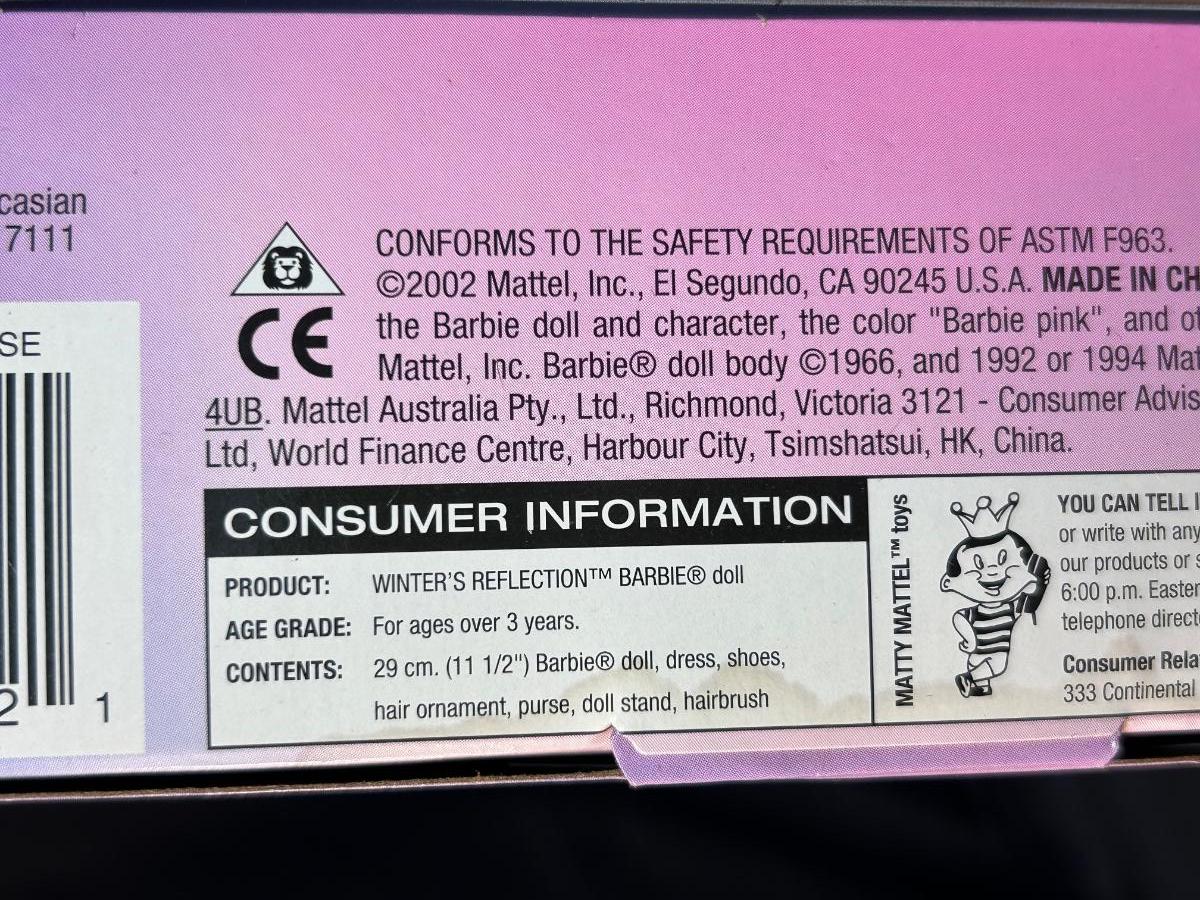 casian
7111
SE
2 1
CE
CONFORMS TO THE SAFETY REQUIREMENTS OF ASTM F963.
©2002 Mattel, Inc., El Segundo, CA 90245 U.S.A. MADE IN CH
the Barbie doll and character, the color "Barbie pink", and ot
Mattel, Inc. Barbie® doll body ©1966, and 1992 or 1994 Mat
4UB. Mattel Australia Pty., Ltd., Richmond, Victoria 3121 - Consumer Advis
Ltd, World Finance Centre, Harbour City, Tsimshatsui, HK, China.
CONSUMER INFORMATION
PRODUCT: WINTER'S REFLECTION™ BARBIE® doll
AGE GRADE: For ages over 3 years.
CONTENTS: 29 cm. (11 1/2") Barbie® doll, dress, shoes,
hair ornament, purse, doll stand, hairbrush
MATTY MATTEL™ toys
YOU CAN TELL
or write with any
our products or s
6:00 p.m. Easter
telephone direct
Consumer Rela
333 Continental